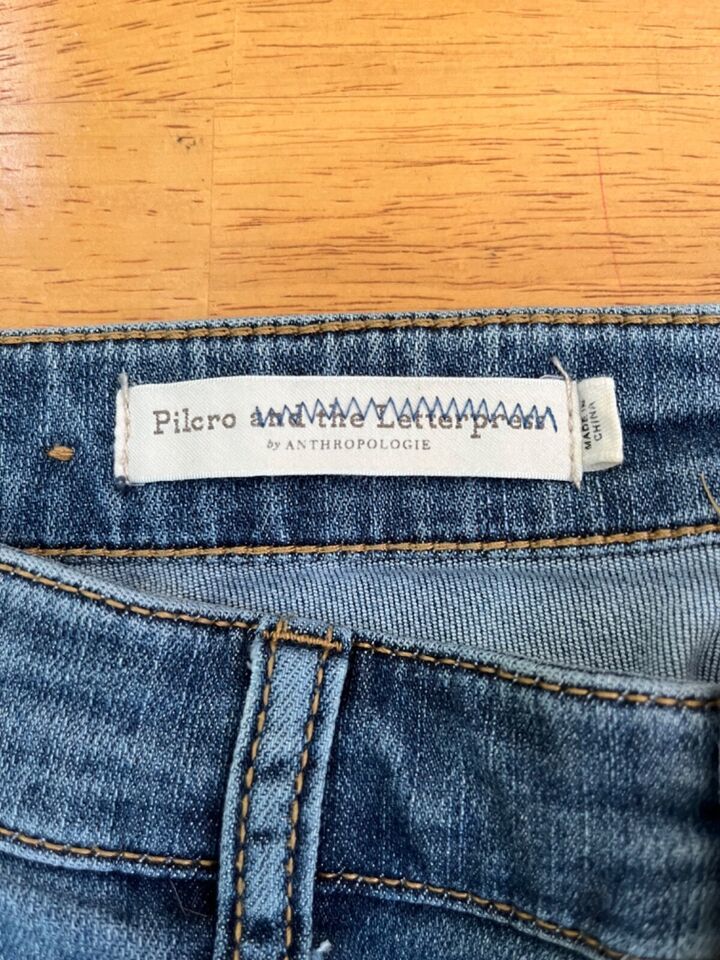 Pilcro and the Letterpress
by ANTHROPOLOGIE
MADE IN
CHINA